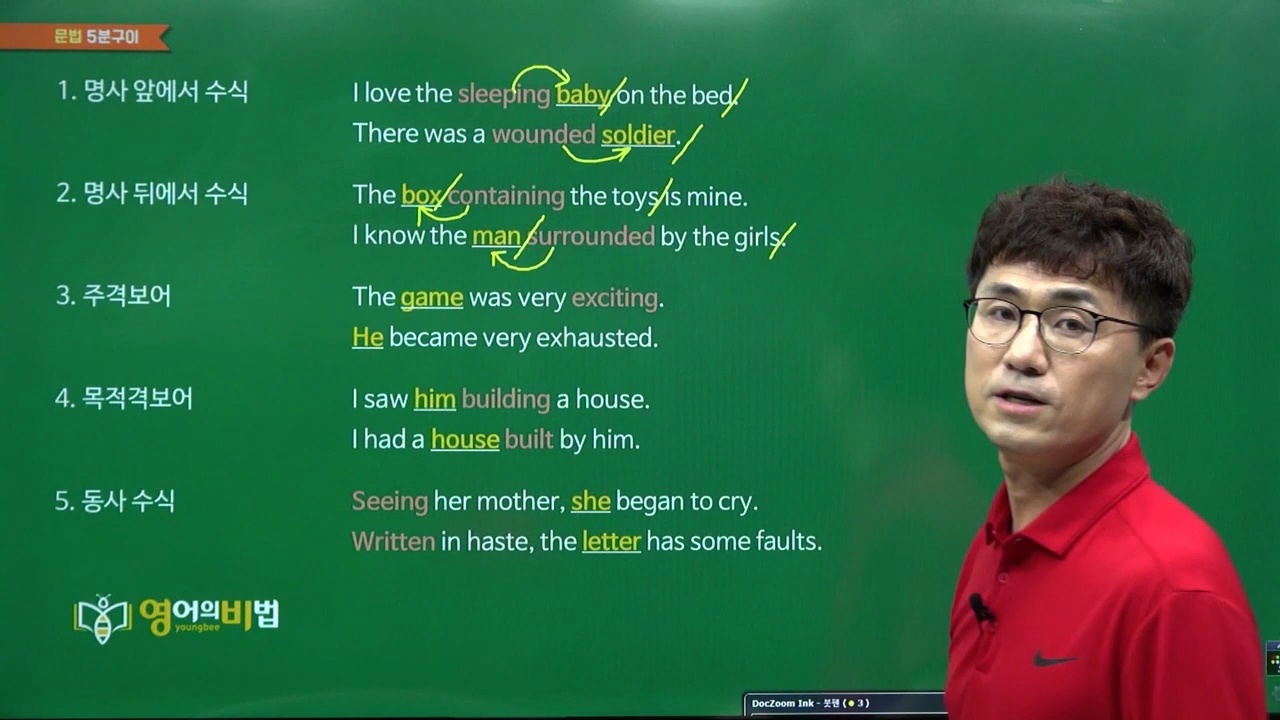 문법 5분구이
1. 명사 앞에서 수식
I love the sleeping baby on the bed.
There was a wounded soldier.
2. 명사 뒤에서 수식
The box containing the toys is mine.
I know the man surrounded by the girls.
3. 주격보어
The game was very exciting.
He became very exhausted.
4. 목적격보어
I saw him building a house.
I had a house built by him.
5. 동사 수식
Seeing her mother, she began to cry.
Written in haste, the letter has some faults.
영어의비법
youngbee
DocZoom Ink - 붓펜 ( 3 )